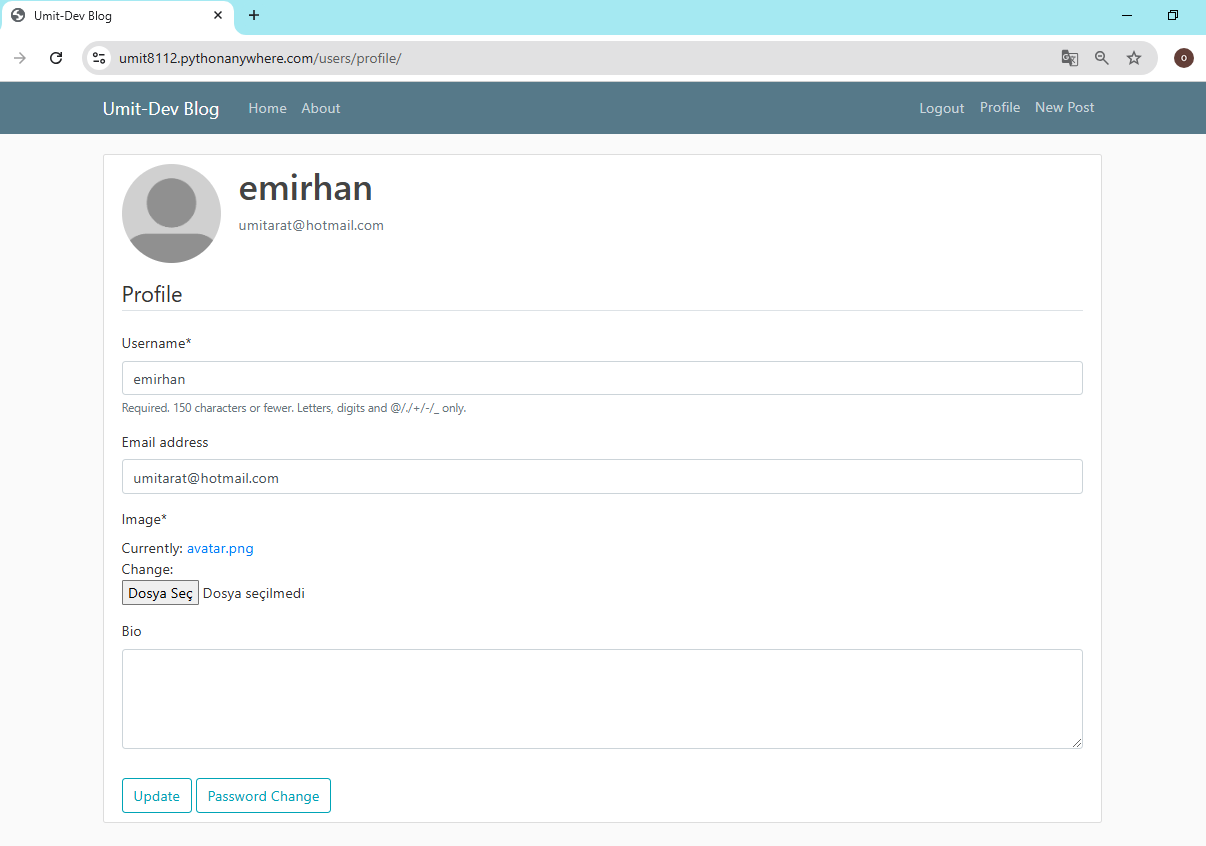 Umit-Dev Blog
umit8112.pythonanywhere.com/users/profile/
O
Umit-Dev Blog Home About Logout Profile New Post
emirhan
umitarat@hotmail.com
Profile
Username*
emirhan
Required. 150 characters or fewer. Letters, digits and @/./+/-/_ only.
Email address
umitarat@hotmail.com
Image*
Currently: avatar.png
Change:
Dosya Seç Dosya seçilmedi
Bio
Update Password Change